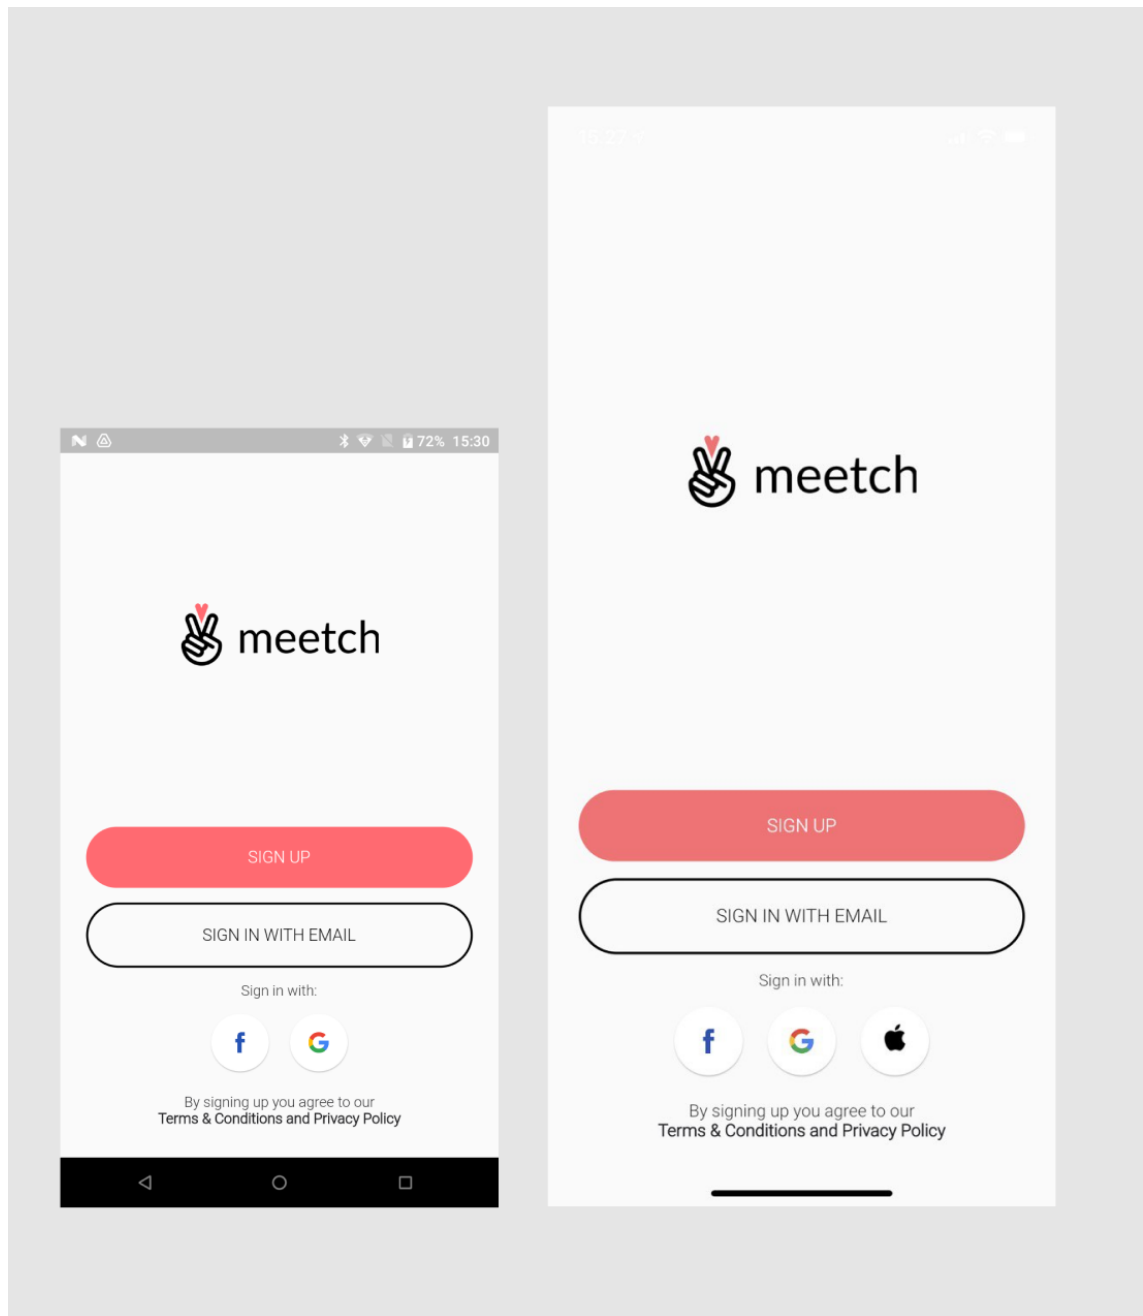 72% 15:30
meetch
SIGN UP
SIGN IN WITH EMAIL
Sign in with:
f G
By signing up you agree to our
Terms & Conditions and Privacy Policy
15:27
meetch
SIGN UP
SIGN IN WITH EMAIL
Sign in with:
f G
By signing up you agree to our
Terms & Conditions and Privacy Policy